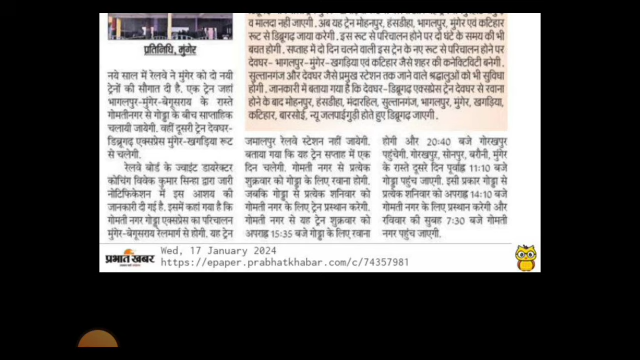 व मालदा नहीं जाएगी। अब यह ट्रेन मोहनपुर, हंसडीहा, भागलपुर, मुंगेर एवं कटिहार
रूट से डिब्रूगढ़ जाया करेगी। इस रूट से परिचालन होने पर दो घंटे के समय की भी
बचत होगी। सप्ताह में दो दिन चलने वाली इस ट्रेन के नए रूट से परिचालन होने पर
देवघर- भागलपुर- मुंगेर -खगड़िया एवं कटिहार जैसे शहर की कनेक्टिविटी बनेगी।
सुल्तानगंज और देवघर जैसे प्रमुख स्टेशन तक जाने वाले श्रद्धालुओं को भी सुविधा
होगी। जानकारी में बताया गया है कि देवघर-डिब्रूगढ़ एक्सप्रेस ट्रेन देवघर से रवाना
होने के बाद मोहनपुर, हंसडीहा, मंदारहिल, सुल्तानगंज, भागलपुर, मुंगेर, खगड़िया,
कटिहार, बारसोई, न्यू जलपाईगुड़ी होते हुए डिब्रूगढ़ जाएगी।
प्रतिनिधि, मुंगेर
नये साल में रेलवे ने मुंगेर को दो नयी
ट्रेनों की सौगात दी है. एक ट्रेन जहां
भागलपुर-मुंगेर-बेगूसराय के रास्ते
गोमतीनगर से गोड्डा के बीच साप्ताहिक
चलायी जायेगी. वहीं दूसरी ट्रेन देवघर-
डिब्रूगढ़ एक्सप्रेस मुंगेर-खगड़िया रूट
से चलेगी.
रेलवे बोर्ड के ज्वाइंट डायरेक्टर
कोचिंग विवेक कुमार सिन्हा द्वारा जारी
नोटिफिकेशन में इस आशय की
जानकारी दी गई है. इसमें कहा गया है कि
गोमती नगर गोड्डा एक्सप्रेस का परिचालन
मुंगेर-बेगूसराय रेलमार्ग से होगी. यह ट्रेन
जमालपुर रेलवे स्टेशन नहीं जायेगी.
बताया गया कि यह ट्रेन सप्ताह में एक
दिन चलेगी. गोमती नगर से प्रत्येक
शुक्रवार को गोड्डा के लिए रवाना होगी.
जबकि गोड्डा से प्रत्येक शनिवार को
गोमती नगर के लिए ट्रेन प्रस्थान करेगी.
गोमती नगर से यह ट्रेन शुक्रवार को
अपराह्न 15:35 बजे गोड्डा के लिए रवाना
होगी और 20:40 बजे गोरखपुर
पहुंचेगी. गोरखपुर, सोनपुर, बरौनी, मुंगेर
के रास्ते दूसरे दिन पूर्वाह्न 11:10 बजे
गोड्डा पहुंच जाएगी. इसी प्रकार गोड्डा से
प्रत्येक शनिवार को अपराह्न 14:10 बजे
गोमती नगर के लिए प्रस्थान करेगी और
रविवार की सुबह 7:30 बजे गोमती
नगर पहुंच जाएगी.
प्रभात खबर
Wed, 17 January 2024
https://epaper.prabhatkhabar.com/c/74357981